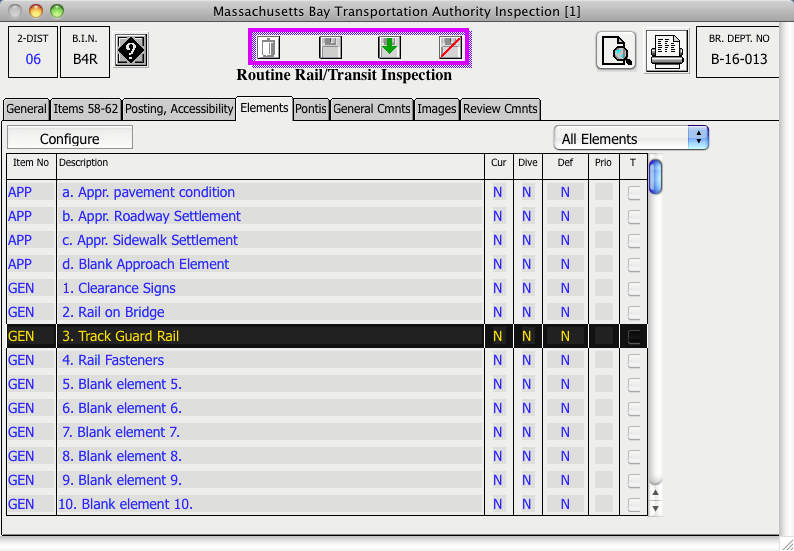 Massachusetts Bay Transportation Authority Inspection [1]
2-DIST
06
B.I.N.
B4R
?
Routine Rail/Transit Inspection
BR. DEPT. NO
B-16-013
General Items 58-62 Posting, Accessibility Elements Pontis General Cmnts Images Review Cmnts
Configure
All Elements
Item No Description Cur Dive Def Prio T
APP a. Appr. pavement condition N N N
APP b. Appr. Roadway Settlement N N N
APP c. Appr. Sidewalk Settlement N N N
APP d. Blank Approach Element N N N
GEN 1. Clearance Signs N N N
GEN 2. Rail on Bridge N N N
GEN 3. Track Guard Rail N N N
GEN 4. Rail Fasteners N N N
GEN 5. Blank element 5. N N N
GEN 6. Blank element 6. N N N
GEN 7. Blank element 7. N N N
GEN 8. Blank element 8. N N N
GEN 9. Blank element 9. N N N
GEN 10. Blank element 10. N N N